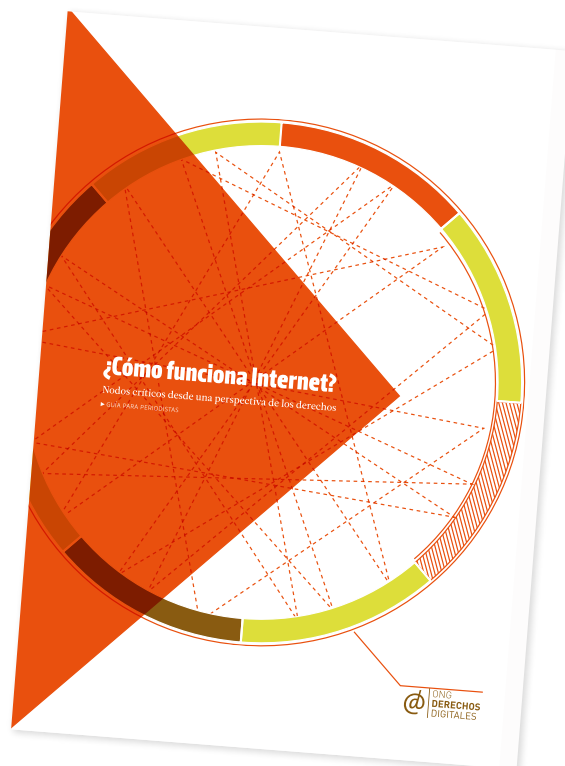 ¿Cómo funciona Internet?
Nodos críticos desde una perspectiva de los derechos
▶ GUÍA PARA PERIODISTAS
@ ONG
DERECHOS
DIGITALES